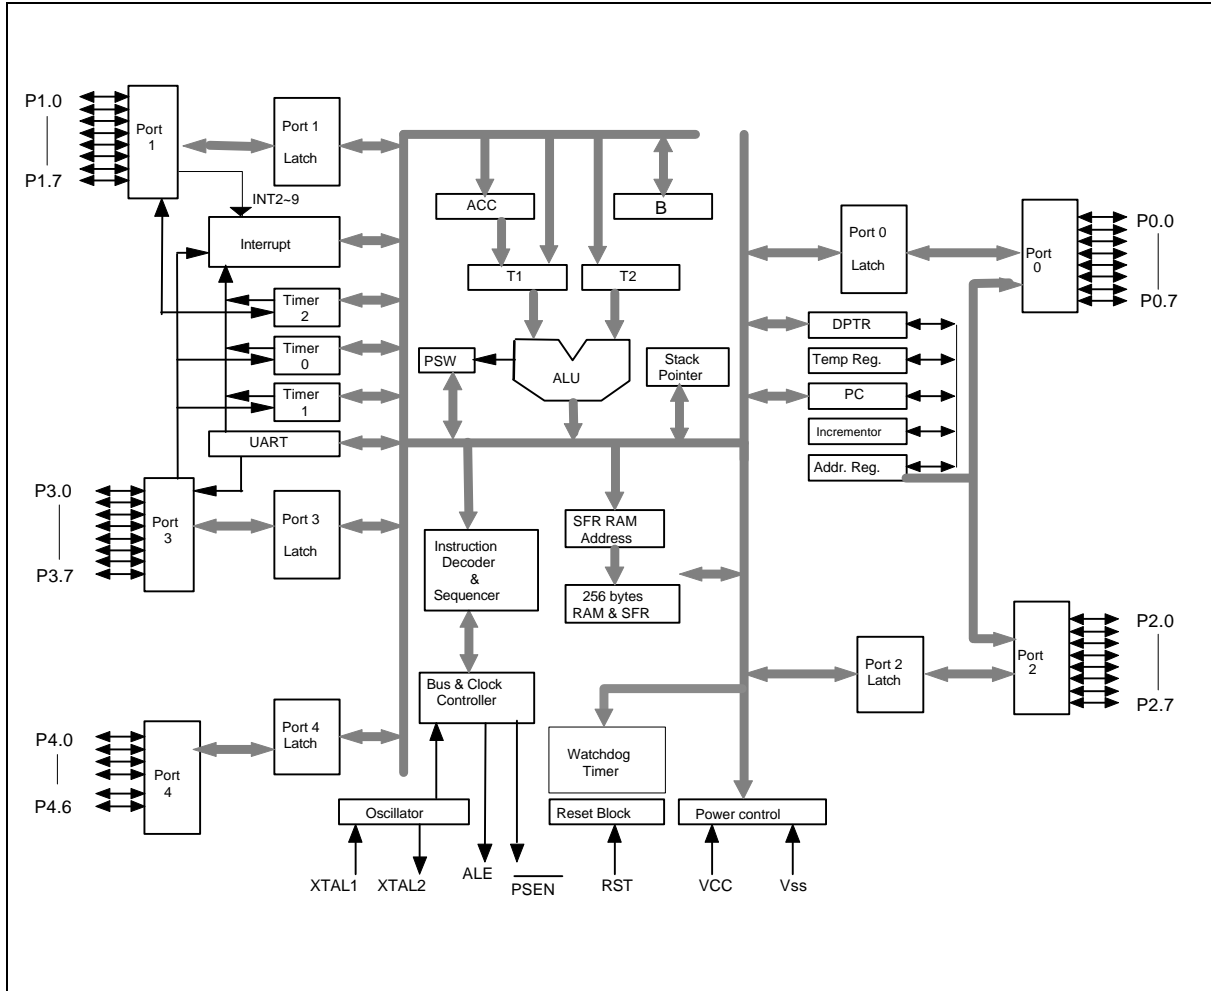 P1.0
P1.7
Port
1
Port 1
Latch
INT2~9
Interrupt
Timer
2
Timer
0
Timer
1
UART
P3.0
P3.7
Port
3
Port 3
Latch
P4.0
P4.6
Port
4
Port 4
Latch
ACC
B
T1
T2
PSW
ALU
Stack
Pointer
Instruction
Decoder
&
Sequencer
SFR RAM
Address
256 bytes
RAM & SFR
Bus & Clock
Controller
Watchdog
Timer
Oscillator
Reset Block
Power control
XTAL1
XTAL2
ALE
PSEN
RST
VCC
Vss
Port 0
Latch
Port
0
P0.0
P0.7
DPTR
Temp Reg.
PC
Incrementor
Addr. Reg.
Port 2
Latch
Port
2
P2.0
P2.7